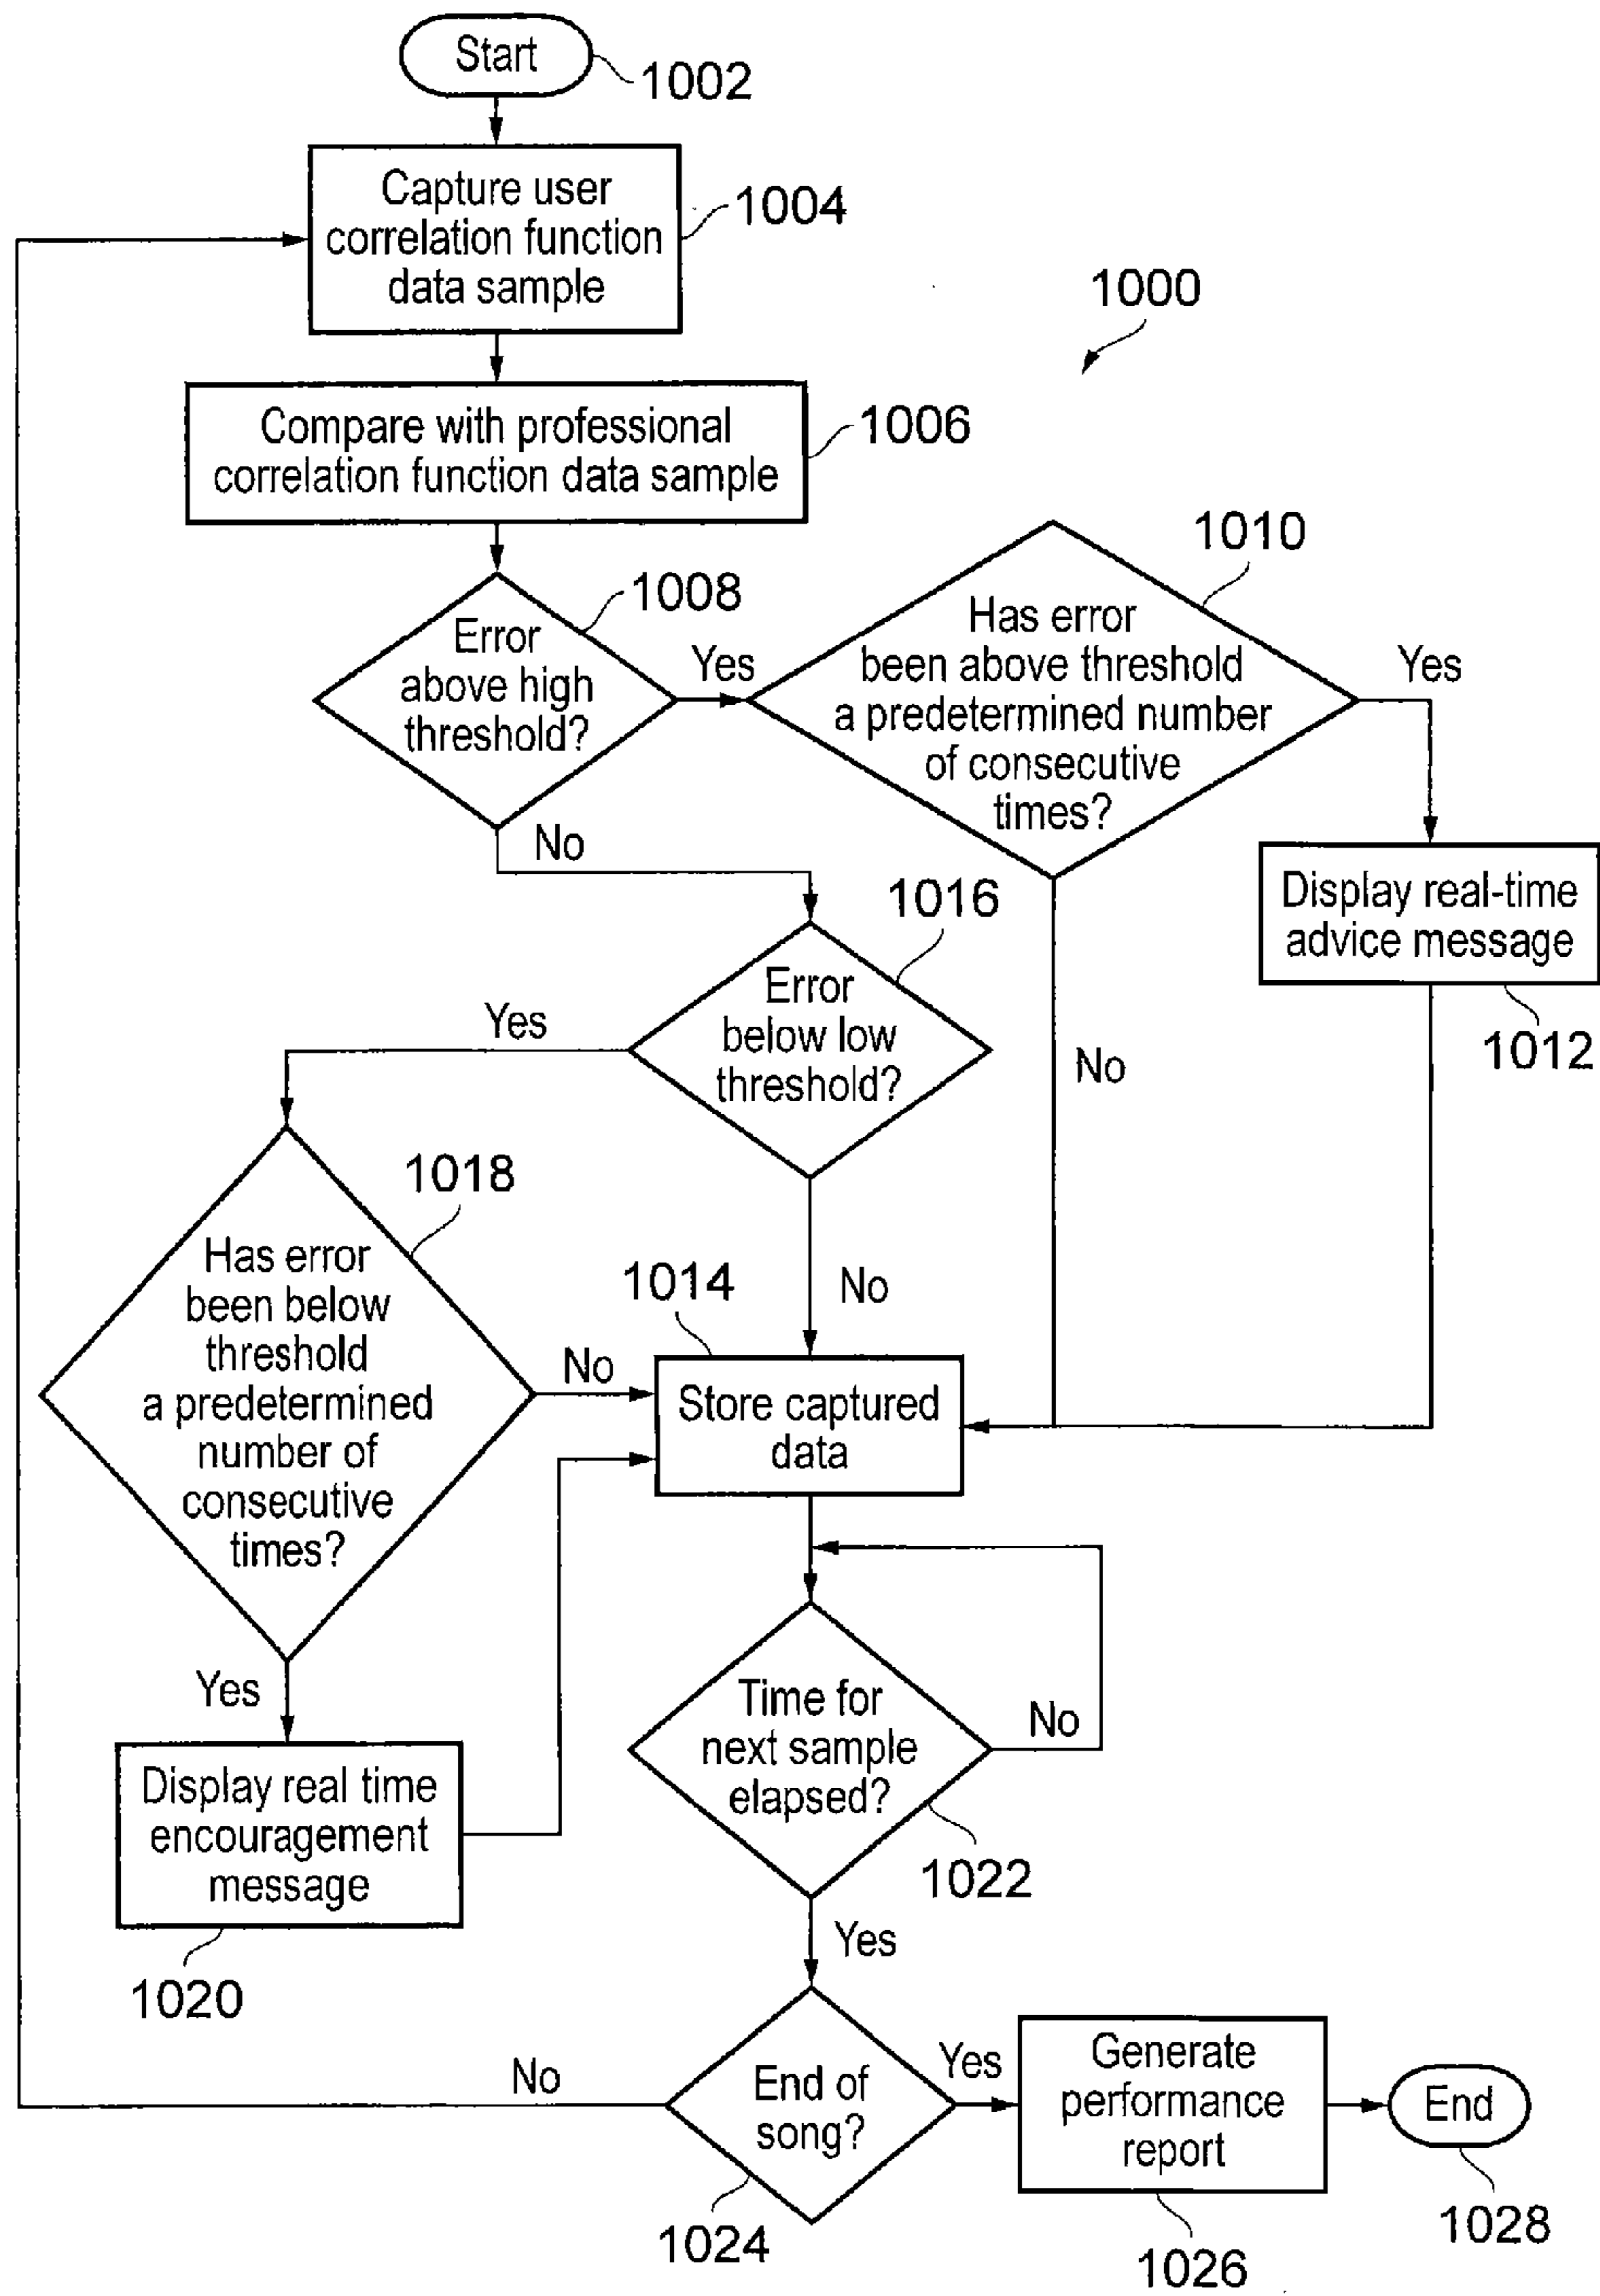 Start
1002
Capture user
correlation function
data sample
1004
1000
Compare with professional
correlation function data sample
1006
1008
Error
above high
threshold?
Yes
1010
Has error
been above threshold
a predetermined number
of consecutive
times?
Yes
No
Display real-time
advice message
1012
1016
Error
below low
threshold?
Yes
No
No
1018
Has error
been below
threshold
a predetermined
number of
consecutive
times?
No
1014
Store captured
data
Yes
Display real time
encouragement
message
1020
Time for
next sample
elapsed?
No
1022
Yes
End of
song?
No
Yes
1024
Generate
performance
report
1026
End
1028